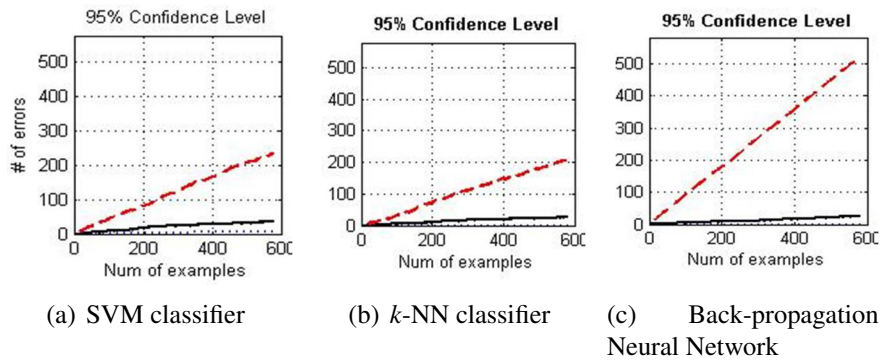 95% Confidence Level
# of errors
500
400
300
200
100
0
0
200
400
600
Num of examples
(a) SVM classifier
95% Confidence Level
500
400
300
200
100
0
0
200
400
600
Num of examples
(b) k-NN classifier
95% Confidence Level
500
400
300
200
100
0
0
200
400
600
Num of examples
(c) Back-propagation
Neural Network